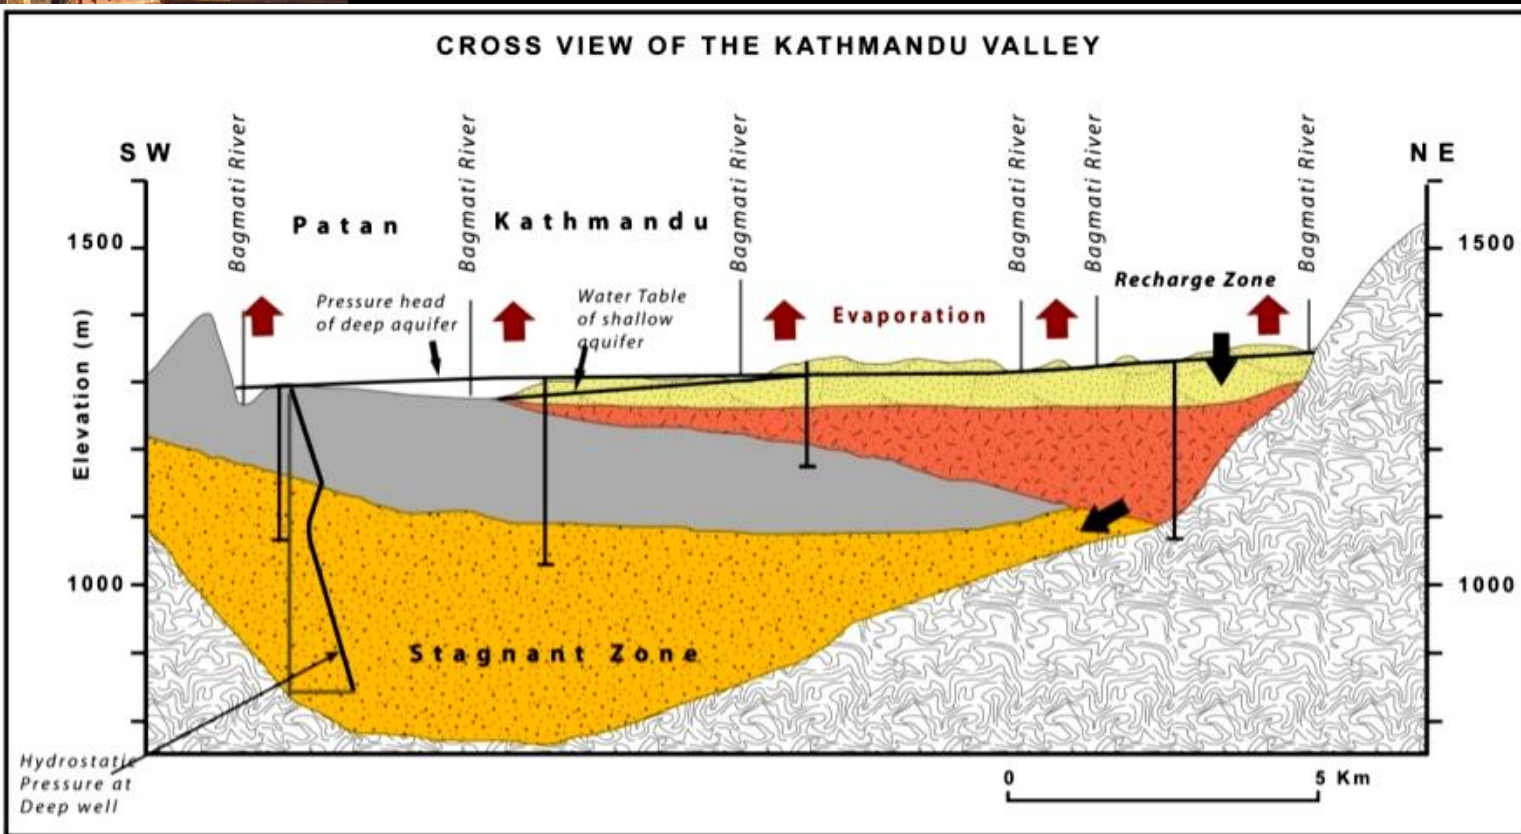 CROSS VIEW OF THE KATHMANDU VALLEY
SW
NE
Bagmati River
Bagmati River
Bagmati River
Bagmati River
Bagmati River
Bagmati River
Patan
Kathmandu
1500
1500
Recharge Zone
Pressure head
of deep aquifer
Water Table
of shallow
aquifer
Evaporation
Elevation (m)
1000
1000
Stagnant Zone
Hydrostatic
Pressure at
Deep well
0 5 Km